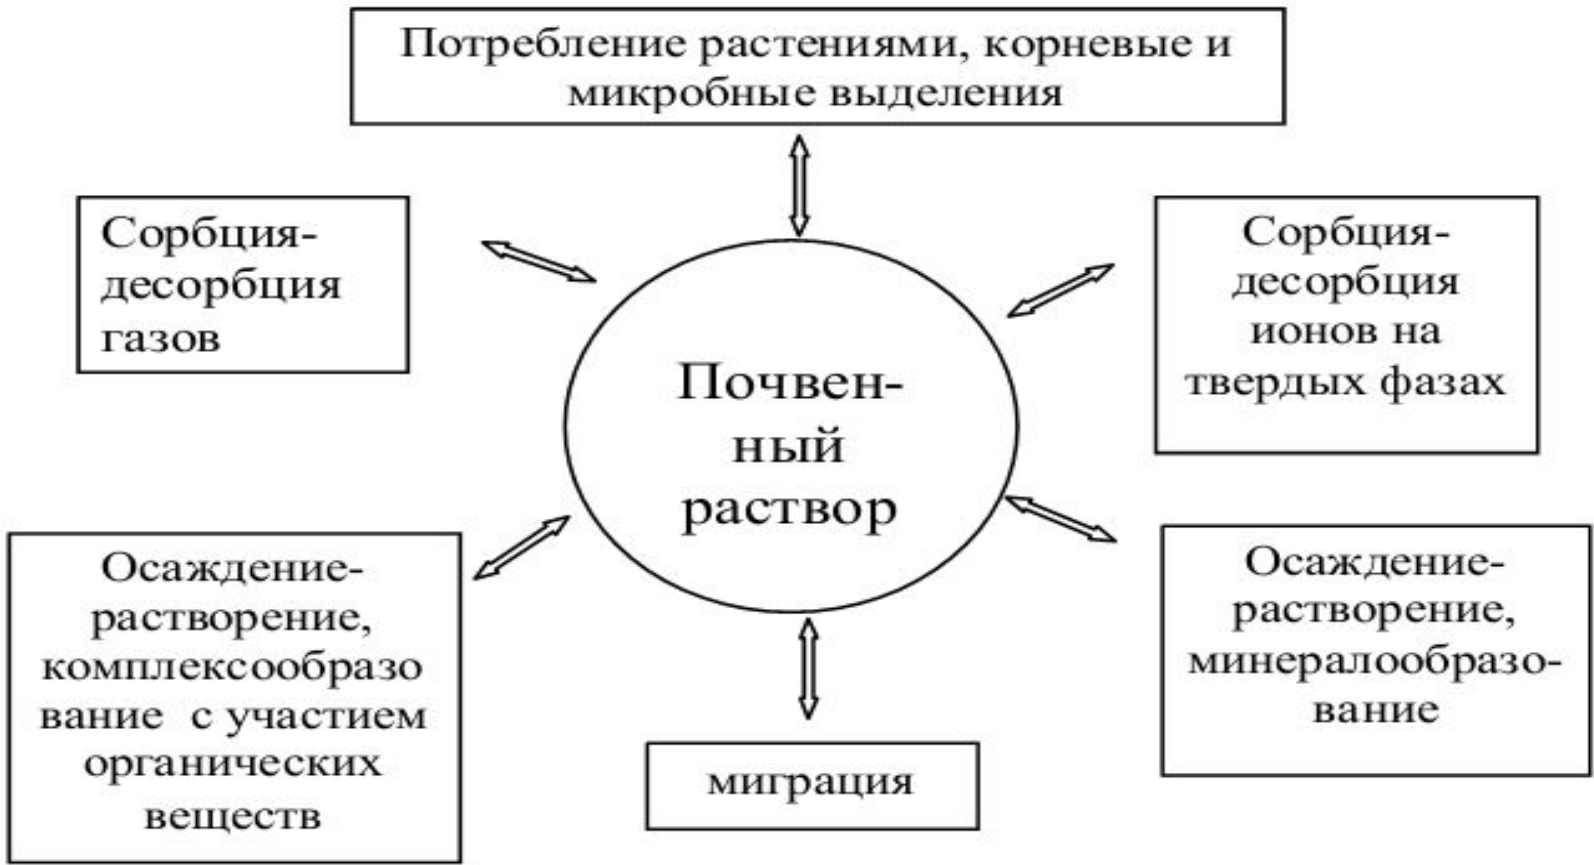 Потребление растениями, корневые и
микробные выделения
Сорбция-
десорбция
газов
Сорбция-
десорбция
ионов на
твердых фазах
Почвен-
ный
раствор
Осаждение-
растворение,
комплексообразо
вание с участием
органических
веществ
Осаждение-
растворение,
минералообразо-
вание
миграция